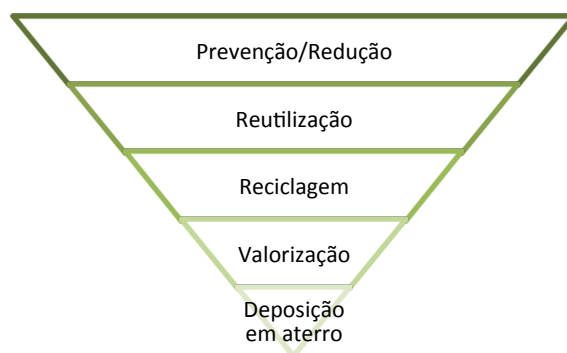 Prevenção/Redução
Reutilização
Reciclagem
Valorização
Deposição
em aterro